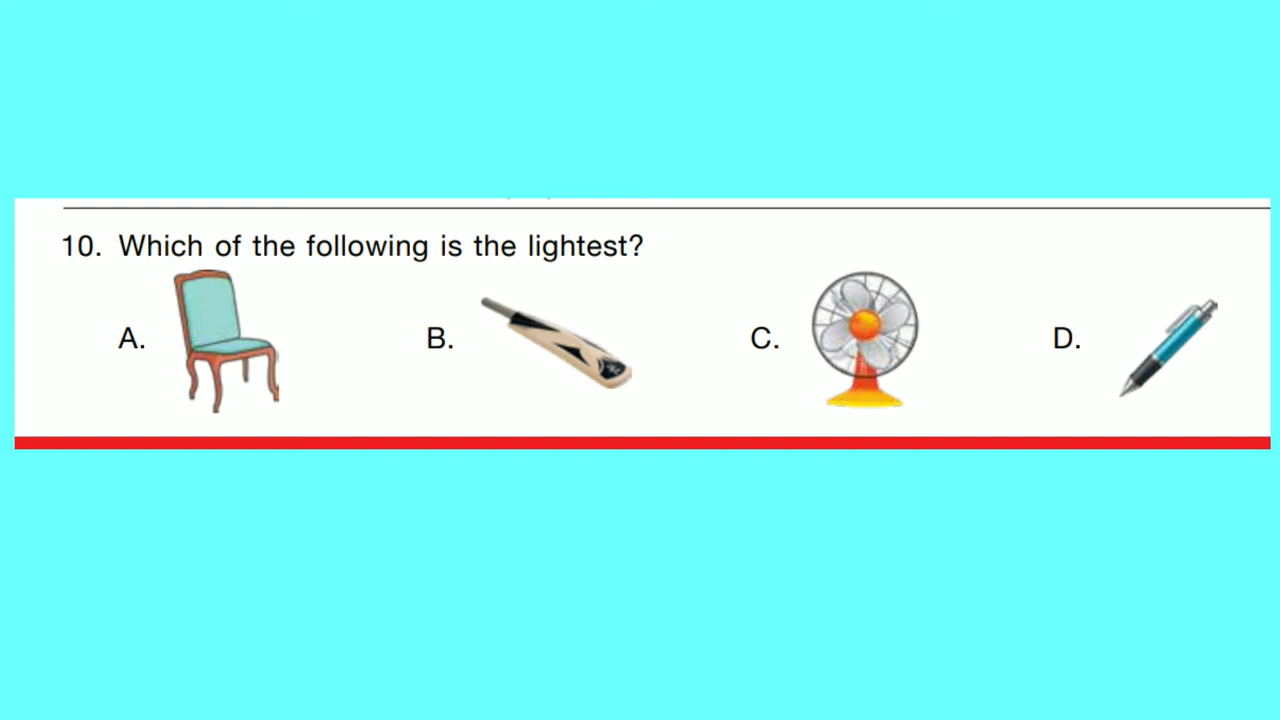 10. Which of the following is the lightest?
A. B. C. D.